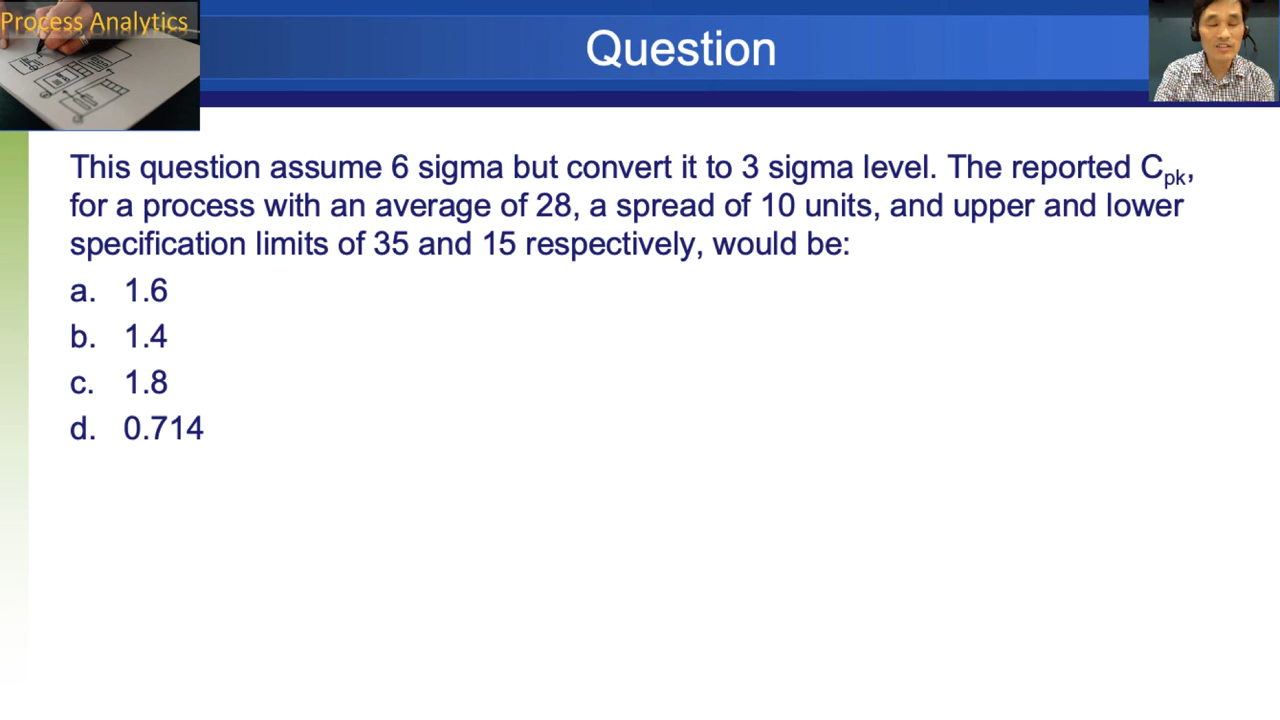 Process Analytics
Question
This question assume 6 sigma but convert it to 3 sigma level. The reported Cpk,
for a process with an average of 28, a spread of 10 units, and upper and lower
specification limits of 35 and 15 respectively, would be:
a. 1.6
b. 1.4
c. 1.8
d. 0.714